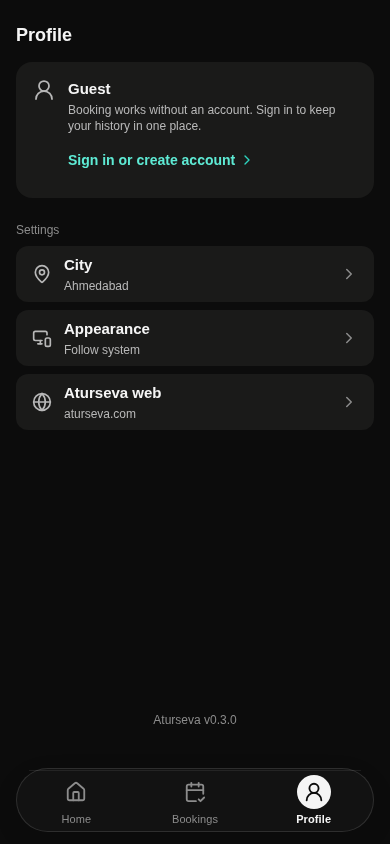 Profile
Guest
Booking works without an account. Sign in to keep
your history in one place.
Sign in or create account
Settings
City
Ahmedabad
Appearance
Follow system
Aturseva web
aturseva.com
Aturseva v0.3.0
Home
Bookings
Profile